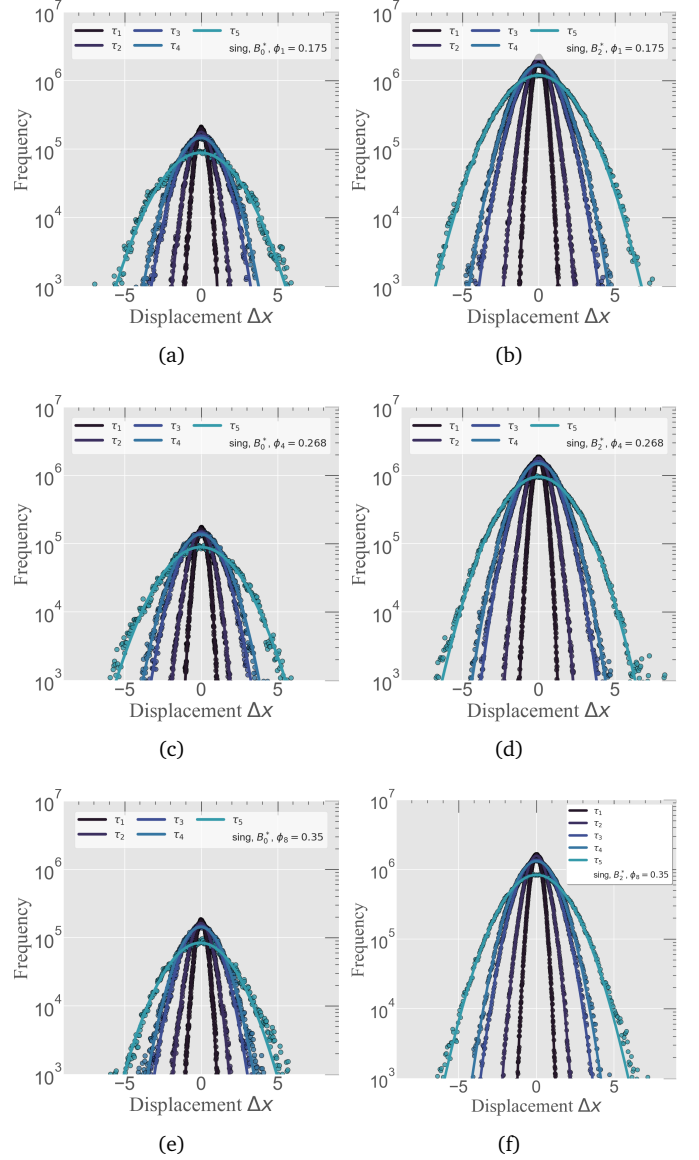 10^7
10^6
10^5
10^4
10^3
Frequency
τ₁ τ₃ τ₅
τ₂ τ₄ sing, B₀*, ϕ₁ = 0.175
−5 0 5
Displacement Δx
(a)
10^7
10^6
10^5
10^4
10^3
Frequency
τ₁ τ₃ τ₅
τ₂ τ₄ sing, B₂*, ϕ₁ = 0.175
−5 0 5
Displacement Δx
(b)
10^7
10^6
10^5
10^4
10^3
Frequency
τ₁ τ₃ τ₅
τ₂ τ₄ sing, B₀*, ϕ₄ = 0.268
−5 0 5
Displacement Δx
(c)
10^7
10^6
10^5
10^4
10^3
Frequency
τ₁ τ₃ τ₅
τ₂ τ₄ sing, B₂*, ϕ₄ = 0.268
−5 0 5
Displacement Δx
(d)
10^7
10^6
10^5
10^4
10^3
Frequency
τ₁ τ₃ τ₅
τ₂ τ₄ sing, B₀*, ϕ₈ = 0.35
−5 0 5
Displacement Δx
(e)
10^7
10^6
10^5
10^4
10^3
Frequency
τ₁
τ₂
τ₃
τ₄
τ₅
sing, B₂*, ϕ₈ = 0.35
−5 0 5
Displacement Δx
(f)